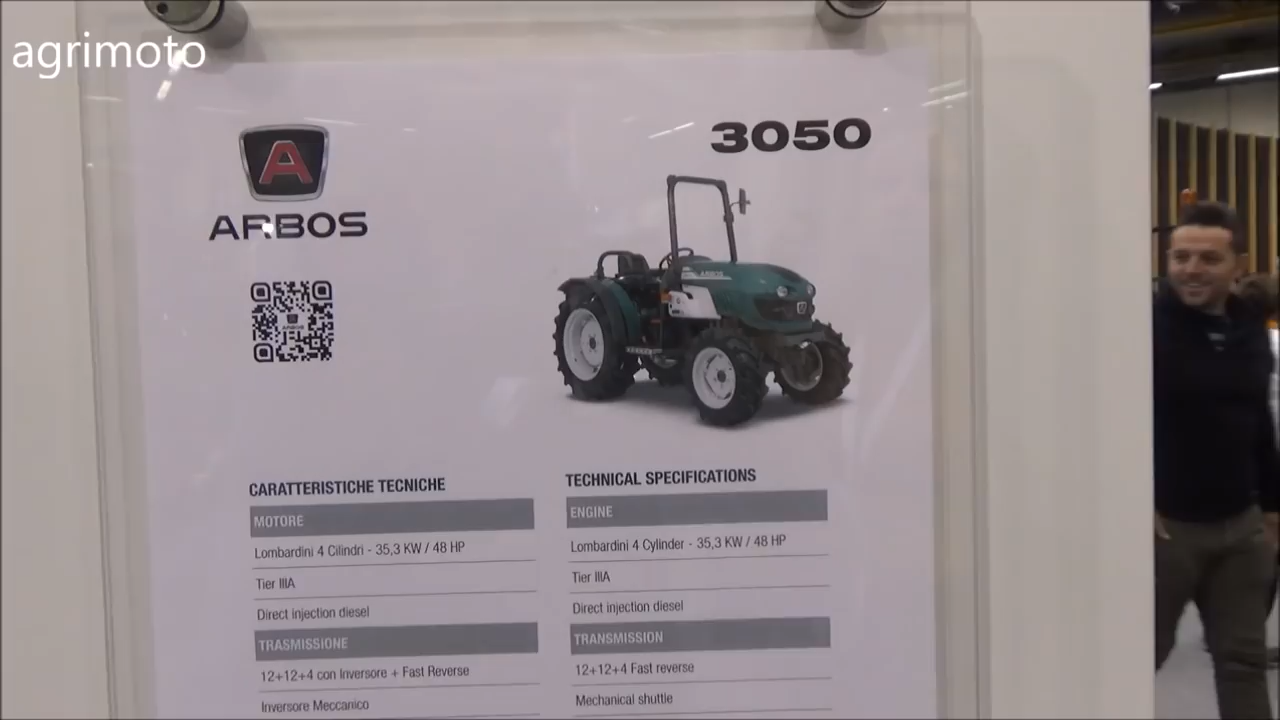 agrimoto
3050
A
ARBOS
ARBOS
ARBOS
CARATTERISTICHE TECNICHE
MOTORE
Lombardini 4 Cilindri - 35,3 KW / 48 HP
Tier IIIA
Direct injection diesel
TRASMISSIONE
12+12+4 con Inversore + Fast Reverse
Inversore Meccanico
TECHNICAL SPECIFICATIONS
ENGINE
Lombardini 4 Cylinder - 35,3 KW / 48 HP
Tier IIIA
Direct injection diesel
TRANSMISSION
12+12+4 Fast reverse
Mechanical shuttle